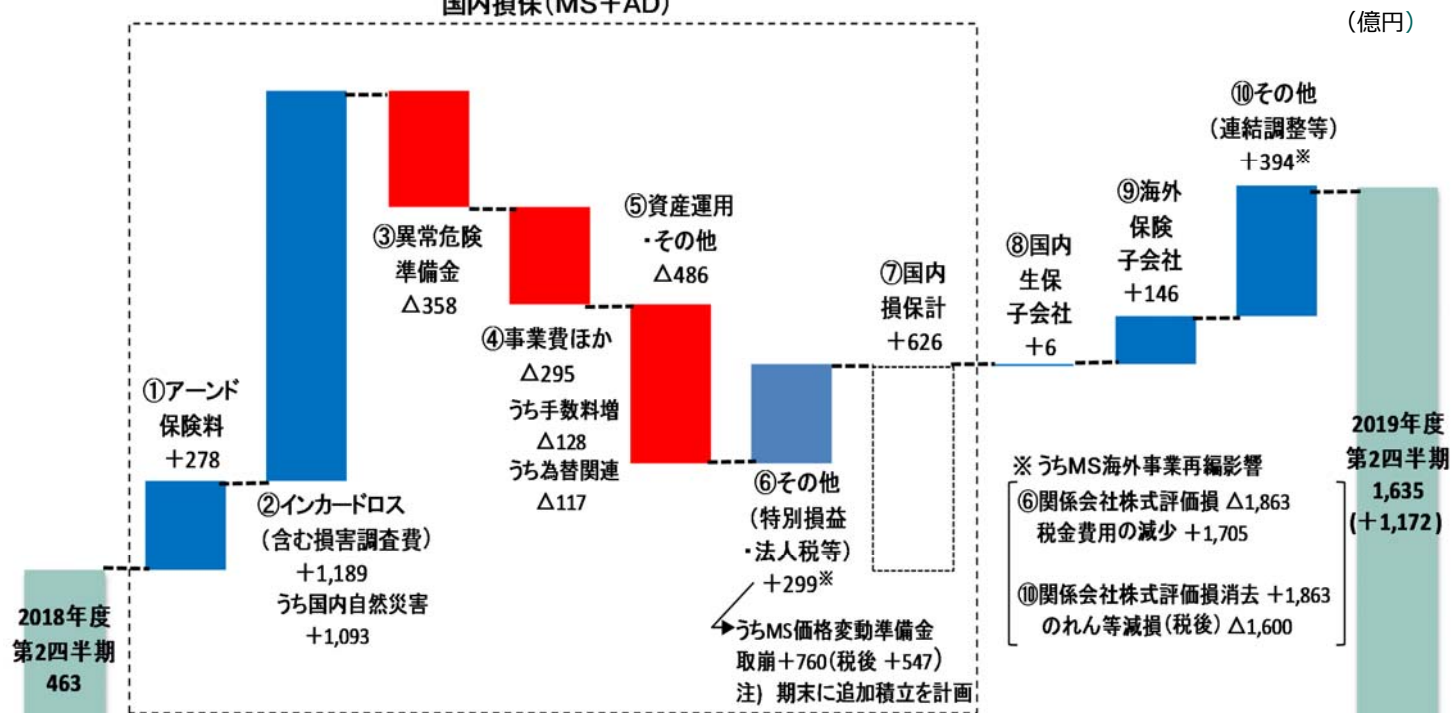 国内損保(MS+AD)
（億円）
①アーンド
保険料
＋278
②インカードロス
(含む損害調査費)
＋1,189
うち国内自然災害
＋1,093
③異常危険
準備金
△358
④事業費ほか
△295
うち手数料増
△128
うち為替関連
△117
⑤資産運用
・その他
△486
⑥その他
(特別損益
・法人税等)
＋299※
うちMS価格変動準備金
取崩＋760(税後 ＋547)
注) 期末に追加積立を計画
⑦国内
損保計
＋626
⑧国内
生保
子会社
＋6
⑨海外
保険
子会社
＋146
⑩その他
(連結調整等)
＋394※
※ うちMS海外事業再編影響
⑥関係会社株式評価損 △1,863
税金費用の減少 ＋1,705
⑩関係会社株式評価損消去 ＋1,863
のれん等減損(税後) △1,600
2018年度
第2四半期
463
2019年度
第2四半期
1,635
(＋1,172)